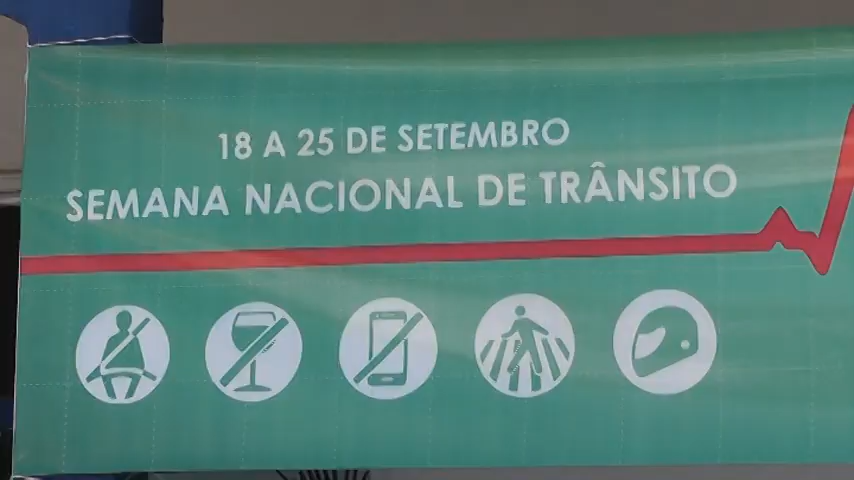 18 A 25 DE SETEMBRO
SEMANA NACIONAL DE TRÂNSITO